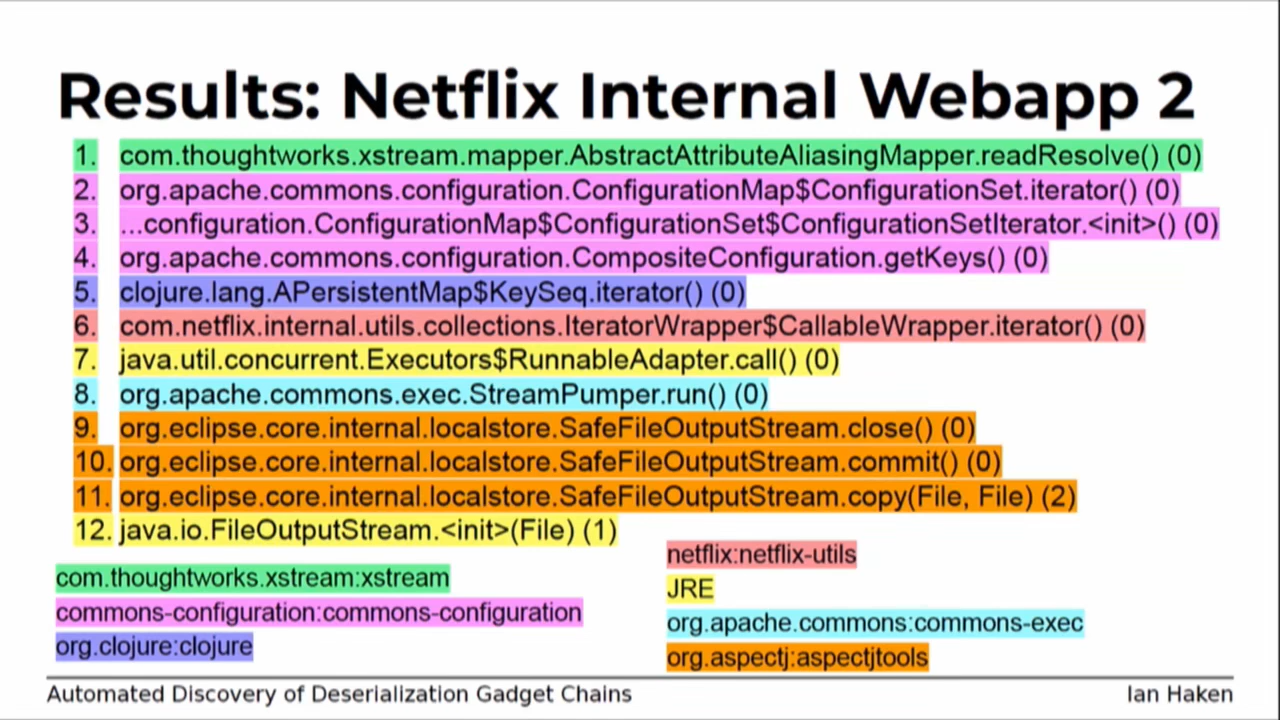 Results: Netflix Internal Webapp 2
1. com.thoughtworks.xstream.mapper.AbstractAttributeAliasingMapper.readResolve() (0)
2. org.apache.commons.configuration.ConfigurationMap$ConfigurationSet.iterator() (0)
3. ...configuration.ConfigurationMap$ConfigurationSet$ConfigurationSetIterator.<init>() (0)
4. org.apache.commons.configuration.CompositeConfiguration.getKeys() (0)
5. clojure.lang.APersistentMap$KeySeq.iterator() (0)
6. com.netflix.internal.utils.collections.IteratorWrapper$CallableWrapper.iterator() (0)
7. java.util.concurrent.Executors$RunnableAdapter.call() (0)
8. org.apache.commons.exec.StreamPumper.run() (0)
9. org.eclipse.core.internal.localstore.SafeFileOutputStream.close() (0)
10. org.eclipse.core.internal.localstore.SafeFileOutputStream.commit() (0)
11. org.eclipse.core.internal.localstore.SafeFileOutputStream.copy(File, File) (2)
12. java.io.FileOutputStream.<init>(File) (1)
com.thoughtworks.xstream:xstream
commons-configuration:commons-configuration
org.clojure:clojure
netflix:netflix-utils
JRE
org.apache.commons:commons-exec
org.aspectj:aspectjtools
Automated Discovery of Deserialization Gadget Chains
Ian Haken